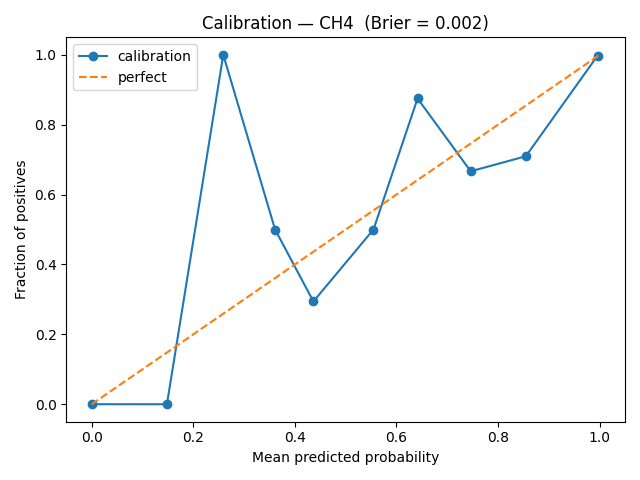 Calibration — CH4  (Brier = 0.002)
calibration
perfect
Fraction of positives
1.0
0.8
0.6
0.4
0.2
0.0
0.0 0.2 0.4 0.6 0.8 1.0
Mean predicted probability